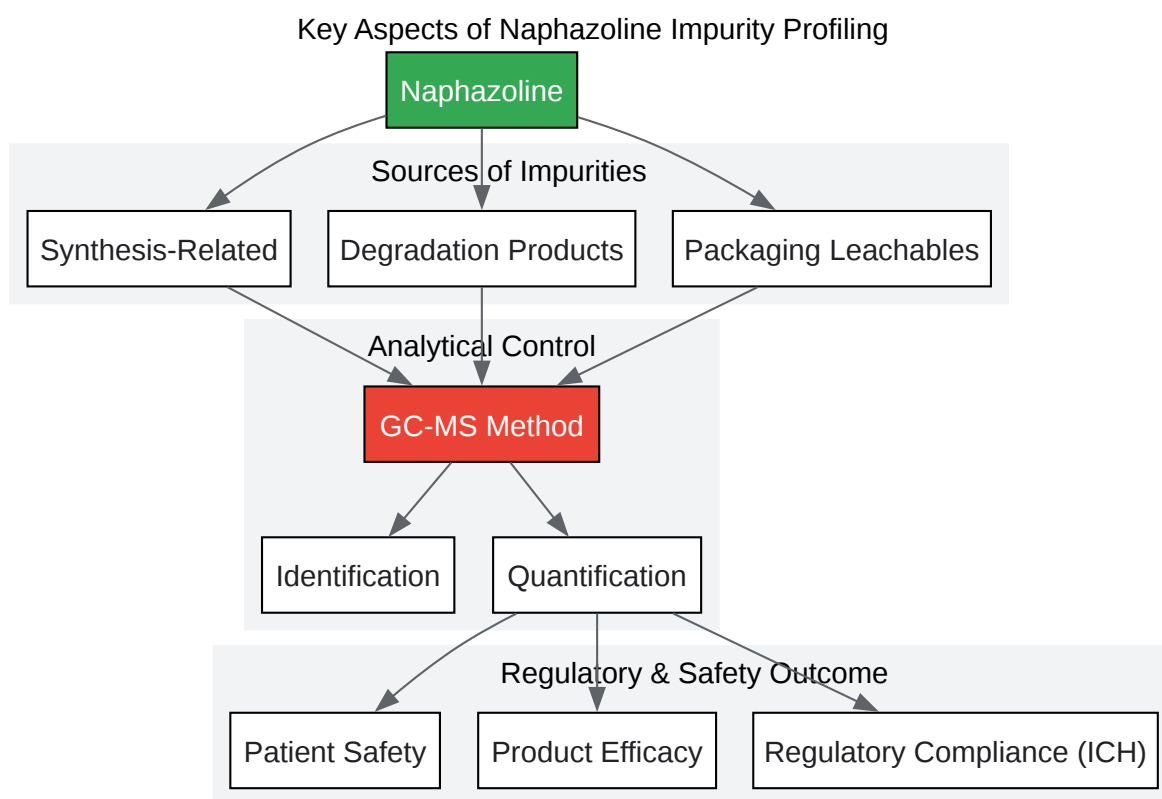 Key Aspects of Naphazoline Impurity Profiling
Naphazoline
Sources of Impurities
Synthesis-Related
Degradation Products
Packaging Leachables
Analytical Control
GC-MS Method
Identification
Quantification
Regulatory & Safety Outcome
Patient Safety
Product Efficacy
Regulatory Compliance (ICH)